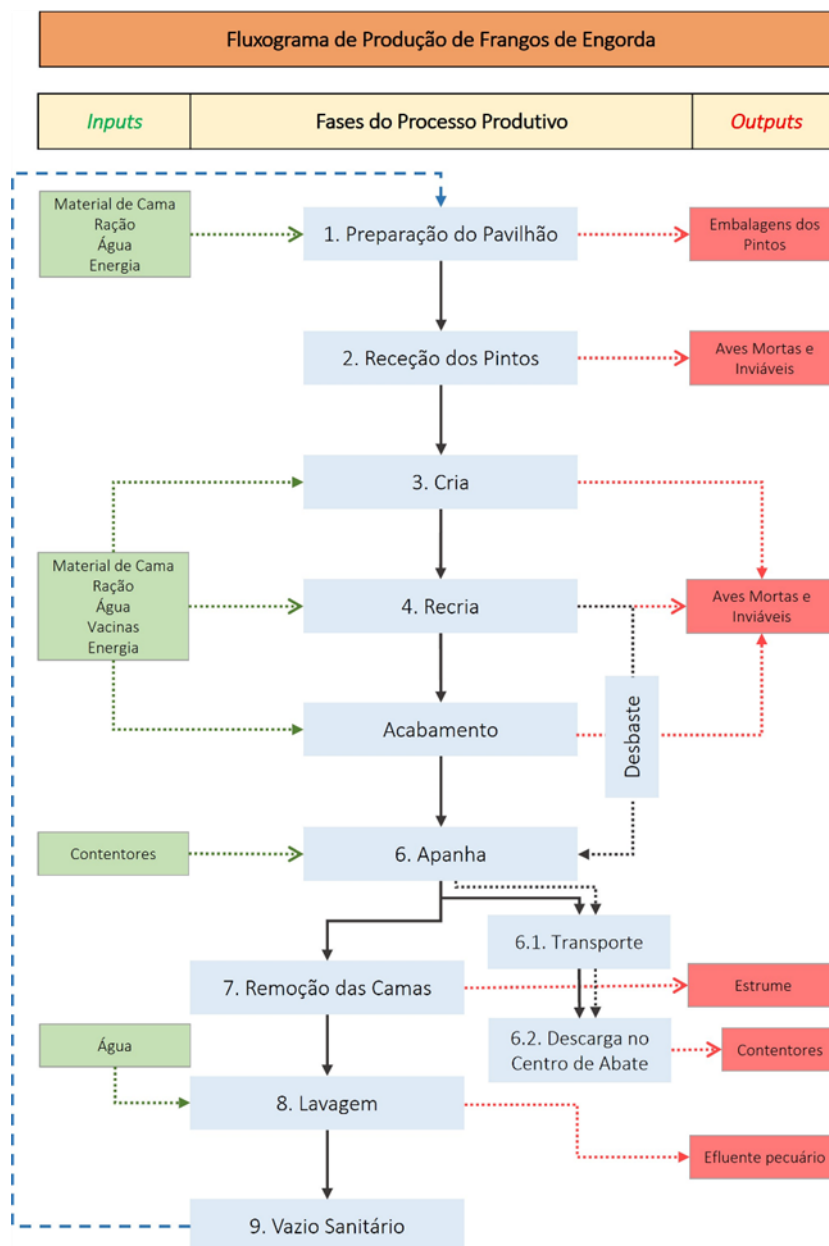 Fluxograma de Produção de Frangos de Engorda
Inputs
Fases do Processo Produtivo
Outputs
Material de Cama
Ração
Água
Energia
1. Preparação do Pavilhão
Embalagens dos
Pintos
2. Receção dos Pintos
Aves Mortas e
Inviáveis
3. Cria
Material de Cama
Ração
Água
Vacinas
Energia
4. Recria
Aves Mortas e
Inviáveis
Desbaste
Acabamento
Contentores
6. Apanha
6.1. Transporte
7. Remoção das Camas
Estrume
6.2. Descarga no
Centro de Abate
Contentores
Água
8. Lavagem
Efluente pecuário
9. Vazio Sanitário